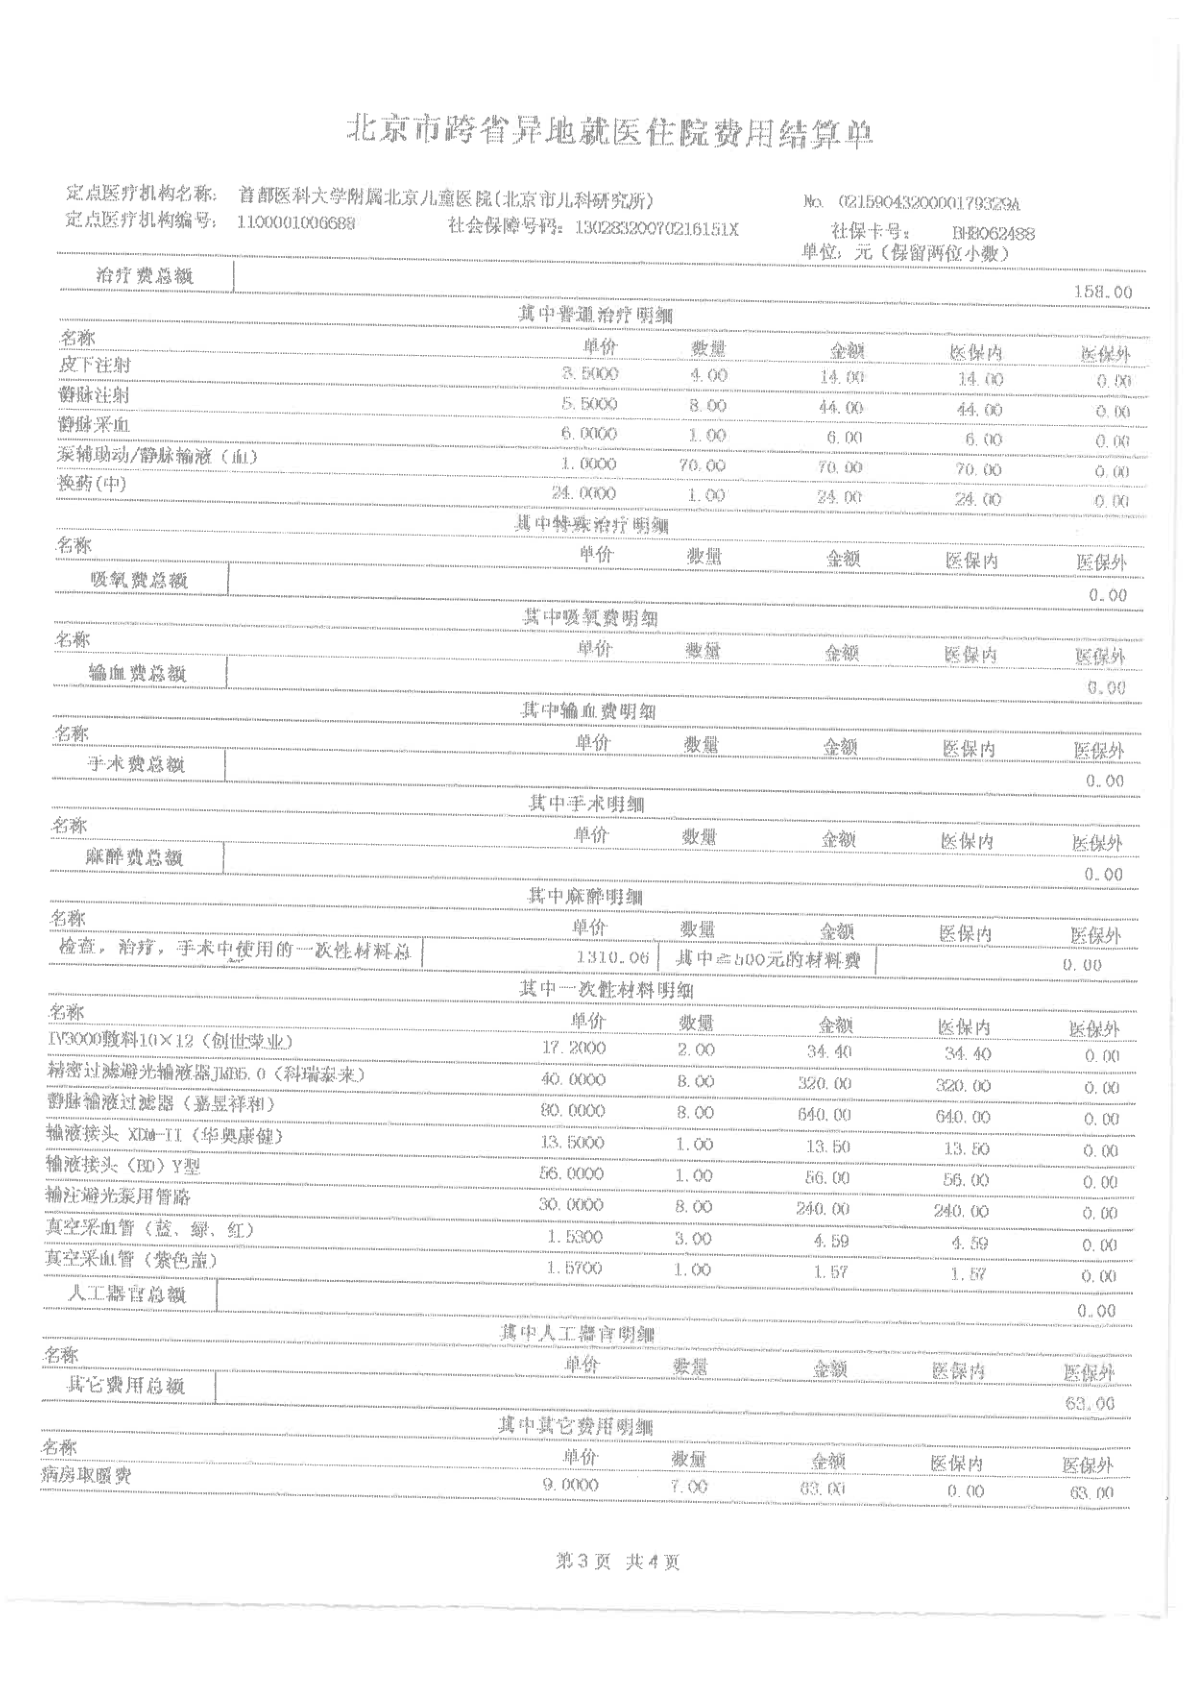 北京市跨省异地就医住院费用结算单
定点医疗机构名称： 首都医科大学附属北京儿童医院(北京市儿科研究所) No. 0215904320000179329A
定点医疗机构编号： 1100001006688 社会保障号码：13028320070216151X 社保卡号：
单位：元（保留两位小数）
治疗费总额 158.00
其中普通治疗明细
名称 单价 数量 金额 医保内 医保外
皮下注射 3.5000 4.00 14.00 14.00 0.00
静脉注射 5.5000 8.00 44.00 44.00 0.00
静脉采血 6.0000 1.00 6.00 6.00 0.00
泵辅助动/静脉输液（血） 1.0000 70.00 70.00 70.00 0.00
换药(中) 24.0000 1.00 24.00 24.00 0.00
其中特殊治疗明细
名称 单价 数量 金额 医保内 医保外
吸氧费总额 0.00
其中吸氧费明细
名称 单价 数量 金额 医保内 医保外
输血费总额 0.00
其中输血费明细
名称 单价 数量 金额 医保内 医保外
手术费总额 0.00
其中手术明细
名称 单价 数量 金额 医保内 医保外
麻醉费总额 0.00
其中麻醉明细
名称 单价 数量 金额 医保内 医保外
检查，治疗，手术中使用的一次性材料总 1310.06 其中≥500元的材料费 0.00
其中一次性材料明细
名称 单价 数量 金额 医保内 医保外
IV3000敷料10×12（创世荣业） 17.2000 2.00 34.40 34.40 0.00
精密过滤避光输液器JMB5.0（科瑞泰来） 40.0000 8.00 320.00 320.00 0.00
静脉输液过滤器（嘉昱祥和） 80.0000 8.00 640.00 640.00 0.00
输液接头 XDM-II（华奥康健） 13.5000 1.00 13.50 13.50 0.00
输液接头（BD）Y型 56.0000 1.00 56.00 56.00 0.00
输注避光泵用管路 30.0000 8.00 240.00 240.00 0.00
真空采血管（蓝、绿、红） 1.5300 3.00 4.59 4.59 0.00
真空采血管（紫色盖） 1.5700 1.00 1.57 1.57 0.00
人工器官总额 0.00
其中人工器官明细
名称 单价 数量 金额 医保内 医保外
其它费用总额 63.00
其中其它费用明细
名称 单价 数量 金额 医保内 医保外
病房取暖费 9.0000 7.00 63.00 0.00 63.00
第3页 共4页